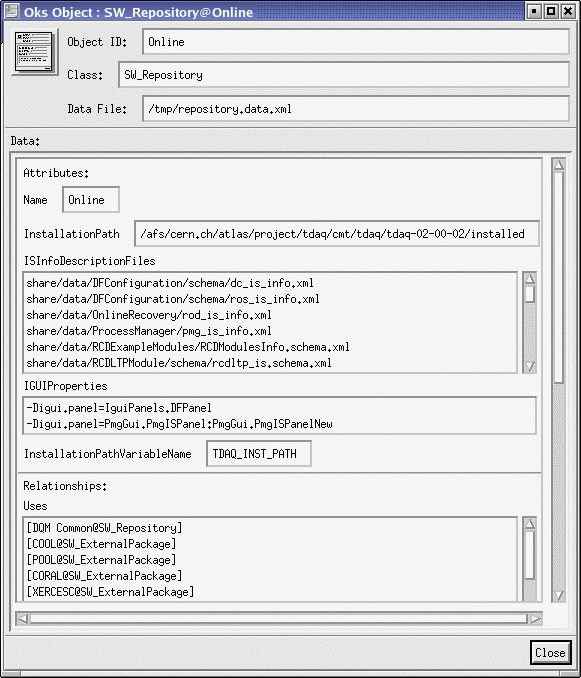 Oks Object : SW_Repository@Online
Object ID: Online
Class: SW_Repository
Data File: /tmp/repository.data.xml
Data:
Attributes:
Name Online
InstallationPath /afs/cern.ch/atlas/project/tdaq/cmt/tdaq/tdaq-02-00-02/installed
ISInfoDescriptionFiles
share/data/DFConfiguration/schema/dc_is_info.xml
share/data/DFConfiguration/schema/ros_is_info.xml
share/data/OnlineRecovery/rod_is_info.xml
share/data/ProcessManager/pmg_is_info.xml
share/data/RCDExampleModules/RCDModulesInfo.schema.xml
share/data/RCDLTPModule/schema/rcdltp_is.schema.xml
IGUIProperties
-Digui.panel=IguiPanels.DFPanel
-Digui.panel=PmgGui.PmgISPanel:PmgGui.PmgISPanelNew
InstallationPathVariableName TDAQ_INST_PATH
Relationships:
Uses
[DQM Common@SW_Repository]
[COOL@SW_ExternalPackage]
[POOL@SW_ExternalPackage]
[CORAL@SW_ExternalPackage]
[XERCESC@SW_ExternalPackage]
Close